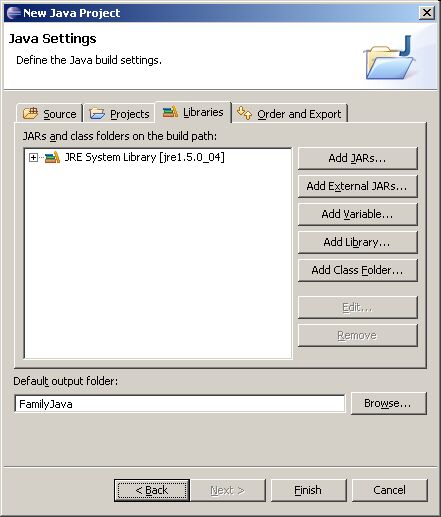 New Java Project
Java Settings
Define the Java build settings.
Source Projects Libraries Order and Export
JARs and class folders on the build path:
JRE System Library [jre1.5.0_04]
Add JARs...
Add External JARs...
Add Variable...
Add Library...
Add Class Folder...
Edit...
Remove
Default output folder:
FamilyJava
Browse...
< Back Next > Finish Cancel